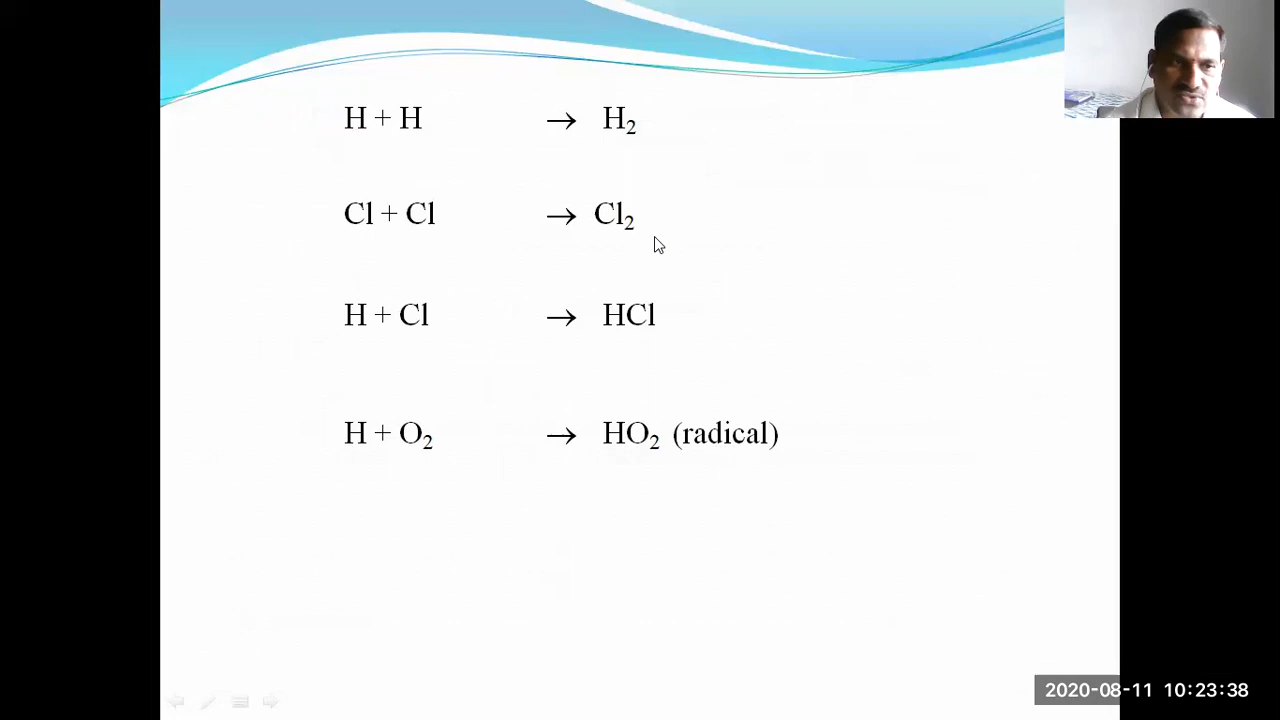 H + H → H₂
Cl + Cl → Cl₂
H + Cl → HCl
H + O₂ → HO₂ (radical)
2020-08-11 10:23:38